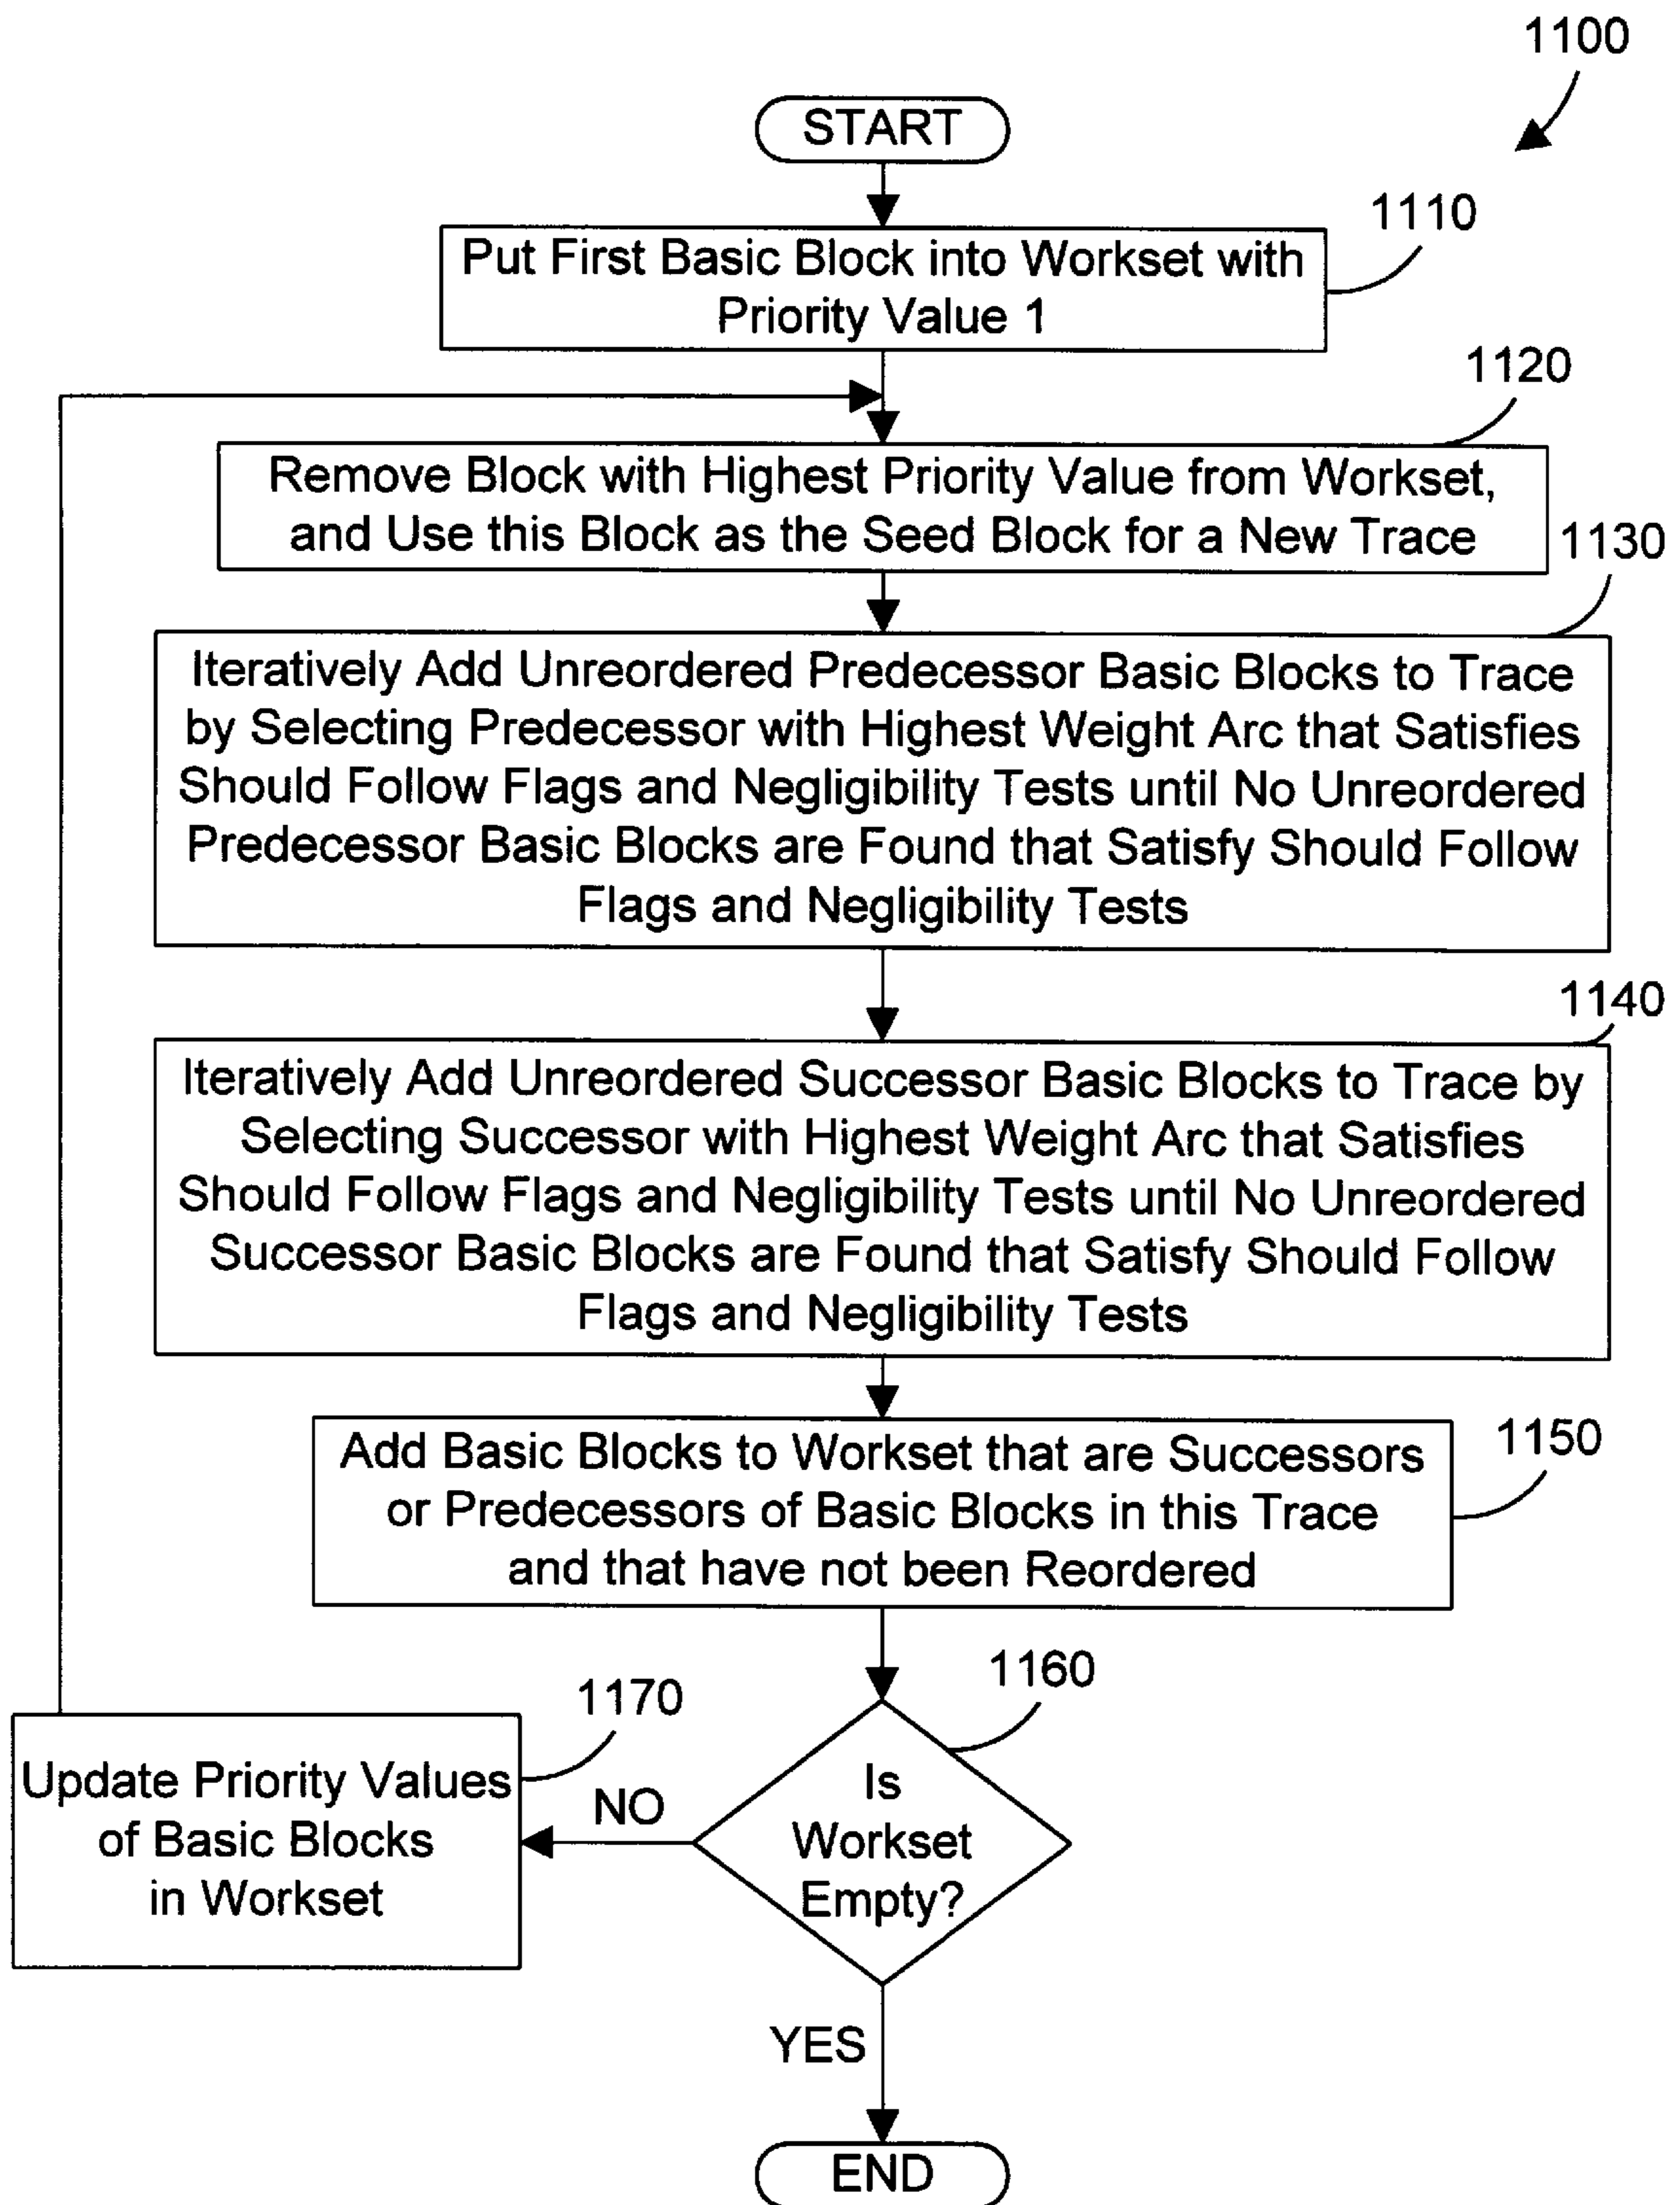 1100
START
1110
Put First Basic Block into Workset with
Priority Value 1
1120
Remove Block with Highest Priority Value from Workset,
and Use this Block as the Seed Block for a New Trace
1130
Iteratively Add Unreordered Predecessor Basic Blocks to Trace
by Selecting Predecessor with Highest Weight Arc that Satisfies
Should Follow Flags and Negligibility Tests until No Unreordered
Predecessor Basic Blocks are Found that Satisfy Should Follow
Flags and Negligibility Tests
1140
Iteratively Add Unreordered Successor Basic Blocks to Trace by
Selecting Successor with Highest Weight Arc that Satisfies
Should Follow Flags and Negligibility Tests until No Unreordered
Successor Basic Blocks are Found that Satisfy Should Follow
Flags and Negligibility Tests
1150
Add Basic Blocks to Workset that are Successors
or Predecessors of Basic Blocks in this Trace
and that have not been Reordered
1160
Is
Workset
Empty?
NO
1170
Update Priority Values
of Basic Blocks
in Workset
YES
END